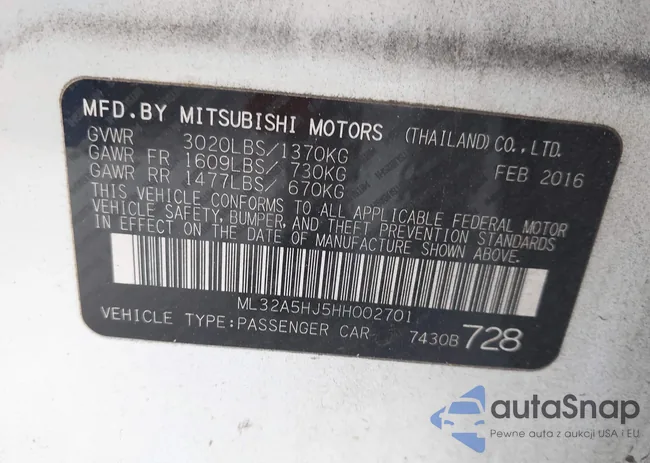 MFD.BY MITSUBISHI MOTORS (THAILAND) CO.,LTD.
GVWR 3020LBS/1370KG FEB 2016
GAWR FR 1609LBS/ 730KG
GAWR RR 1477LBS/ 670KG
THIS VEHICLE CONFORMS TO ALL APPLICABLE FEDERAL MOTOR
VEHICLE SAFETY, BUMPER, AND THEFT PREVENTION STANDARDS
IN EFFECT ON THE DATE OF MANUFACTURE SHOWN ABOVE.
ML32A5HJ5HH002701
VEHICLE TYPE:PASSENGER CAR 7430B 728
autoSnap
Pewne auta z aukcji USA i EU